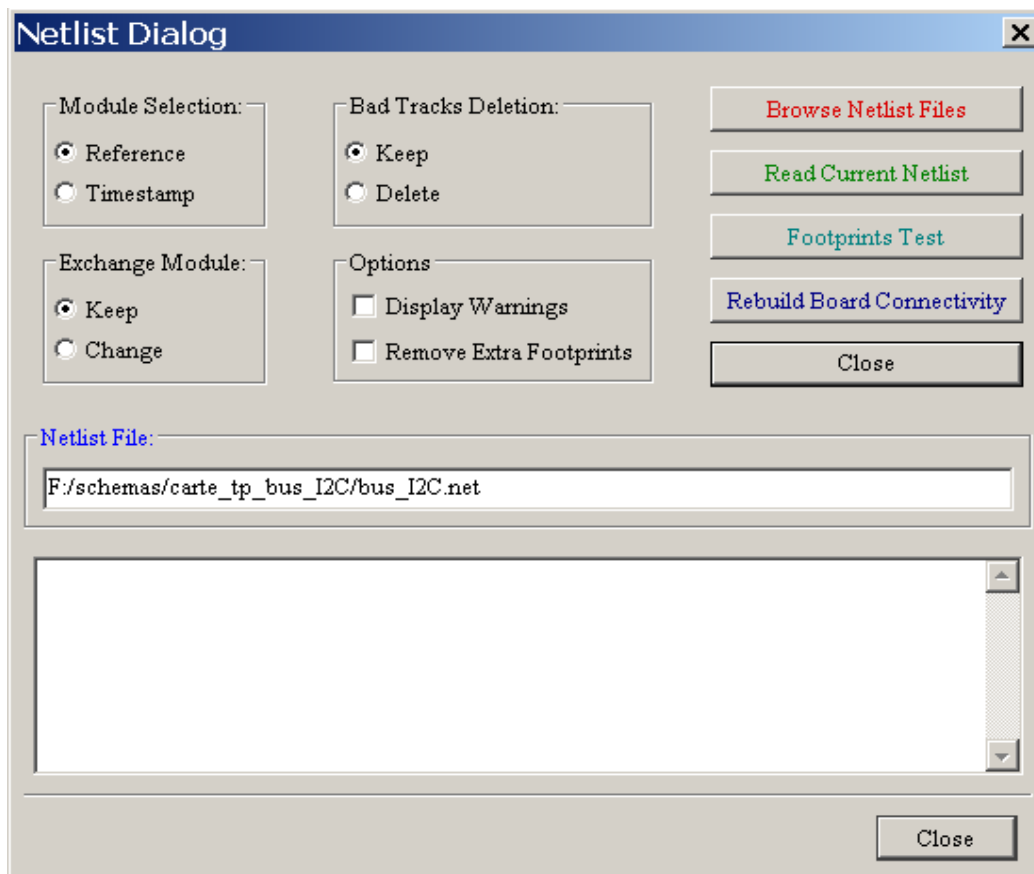 Netlist Dialog
Module Selection:
Reference
Timestamp
Bad Tracks Deletion:
Keep
Delete
Browse Netlist Files
Read Current Netlist
Footprints Test
Rebuild Board Connectivity
Close
Exchange Module:
Keep
Change
Options
Display Warnings
Remove Extra Footprints
Netlist File:
F:/schemas/carte_tp_bus_I2C/bus_I2C.net
Close